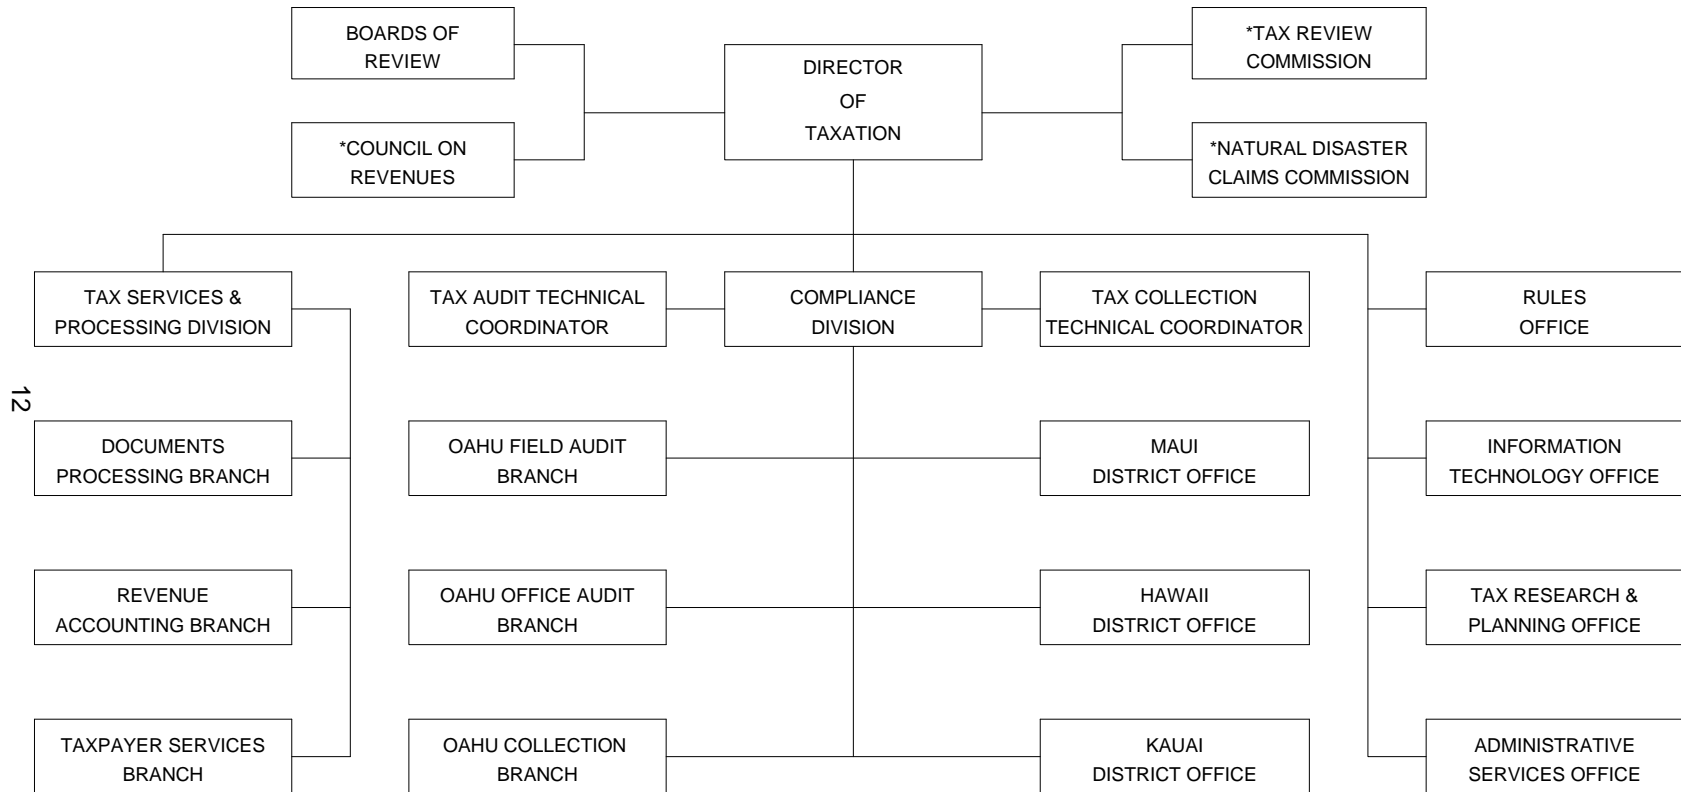 BOARDS OF
REVIEW
*COUNCIL ON
REVENUES
DIRECTOR
OF
TAXATION
*TAX REVIEW
COMMISSION
*NATURAL DISASTER
CLAIMS COMMISSION
TAX SERVICES &
PROCESSING DIVISION
TAX AUDIT TECHNICAL
COORDINATOR
COMPLIANCE
DIVISION
TAX COLLECTION
TECHNICAL COORDINATOR
RULES
OFFICE
12
DOCUMENTS
PROCESSING BRANCH
OAHU FIELD AUDIT
BRANCH
MAUI
DISTRICT OFFICE
INFORMATION
TECHNOLOGY OFFICE
REVENUE
ACCOUNTING BRANCH
OAHU OFFICE AUDIT
BRANCH
HAWAII
DISTRICT OFFICE
TAX RESEARCH &
PLANNING OFFICE
TAXPAYER SERVICES
BRANCH
OAHU COLLECTION
BRANCH
KAUAI
DISTRICT OFFICE
ADMINISTRATIVE
SERVICES OFFICE